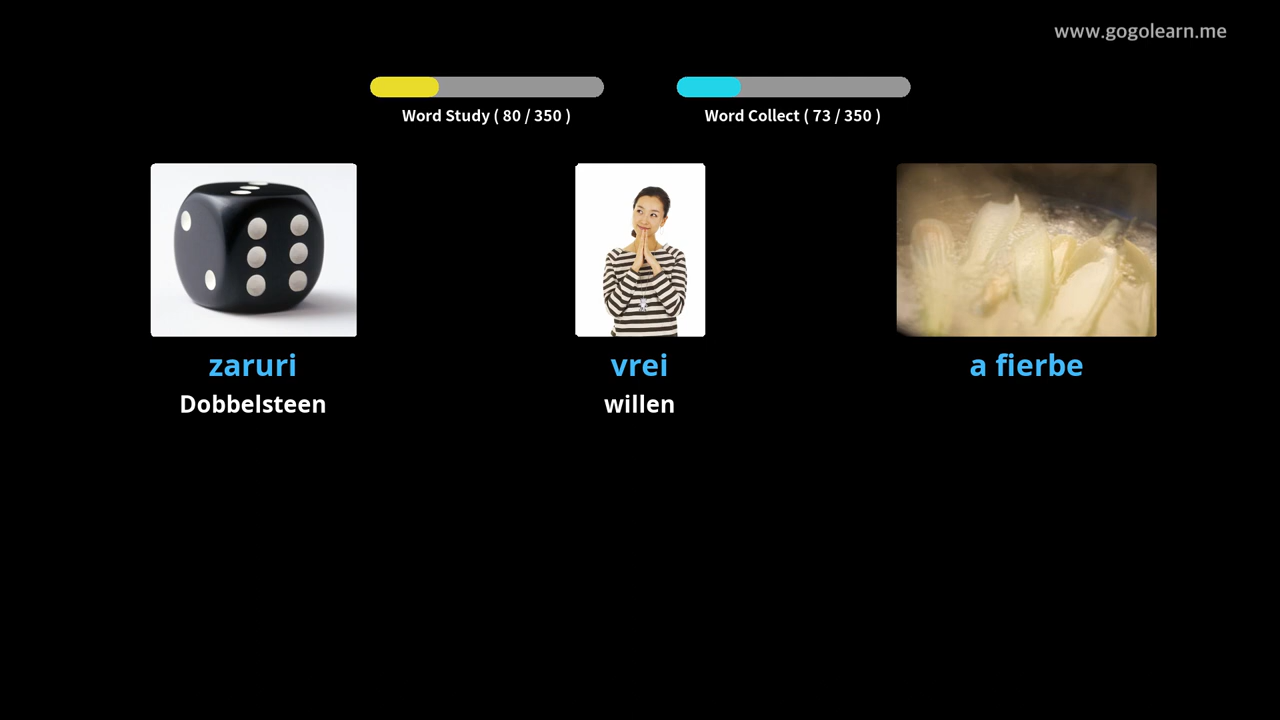 www.gogolearn.me
Word Study ( 80 / 350 )
Word Collect ( 73 / 350 )
zaruri
vrei
a fierbe
Dobbelsteen
willen